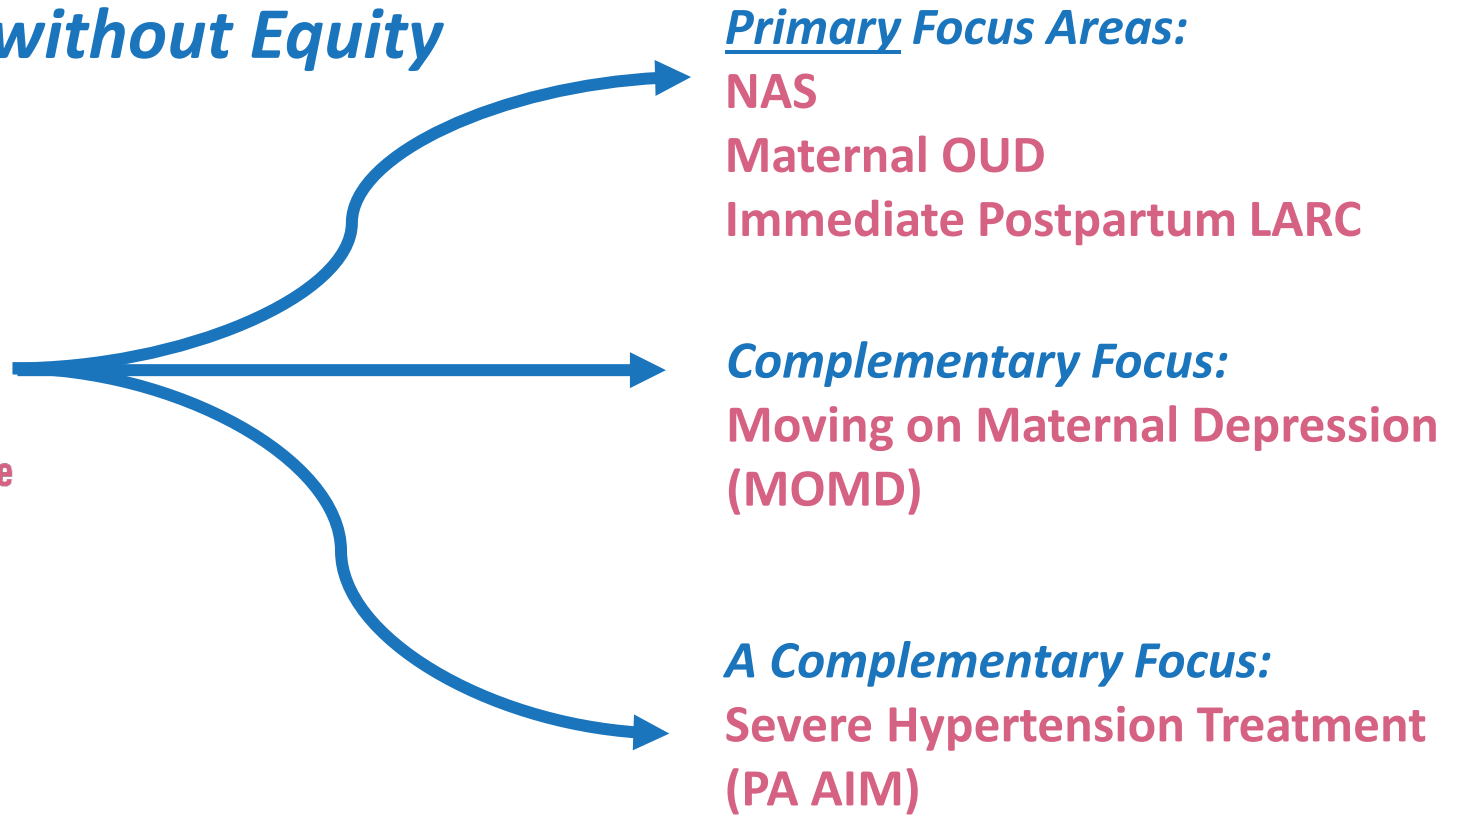 without Equity
Primary Focus Areas:
NAS
Maternal OUD
Immediate Postpartum LARC
Complementary Focus:
Moving on Maternal Depression
(MOMD)
e
A Complementary Focus:
Severe Hypertension Treatment
(PA AIM)